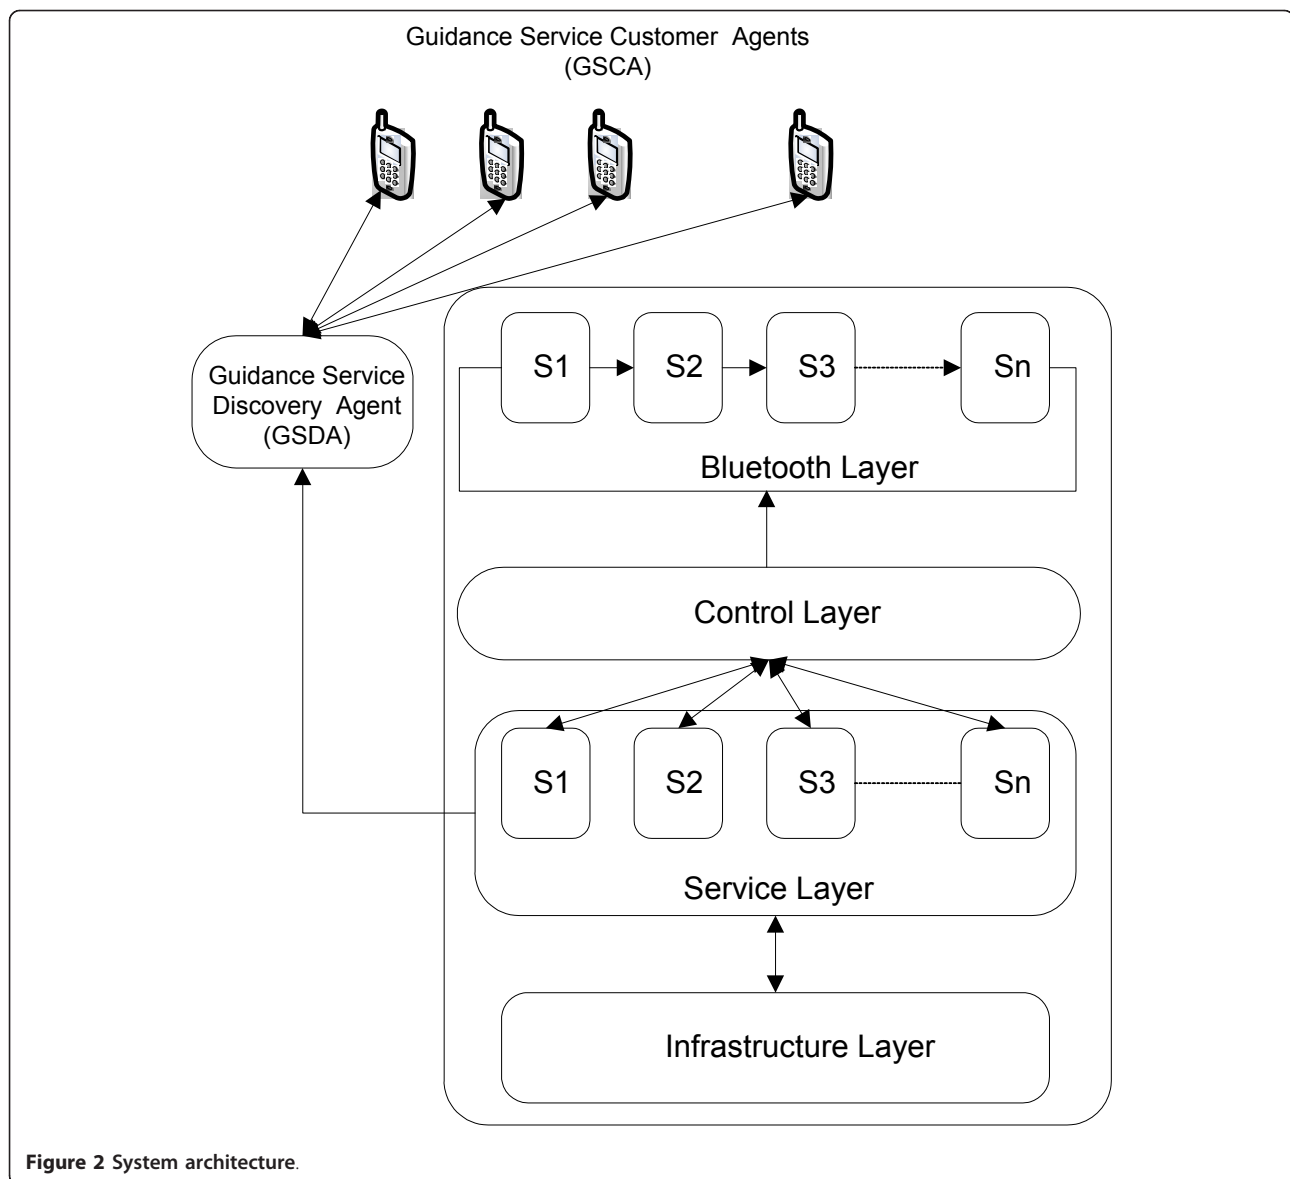 Guidance Service Customer Agents
(GSCA)
Guidance Service
Discovery Agent
(GSDA)
S1
S2
S3
Sn
Bluetooth Layer
Control Layer
S1
S2
S3
Sn
Service Layer
Infrastructure Layer
Figure 2 System architecture.